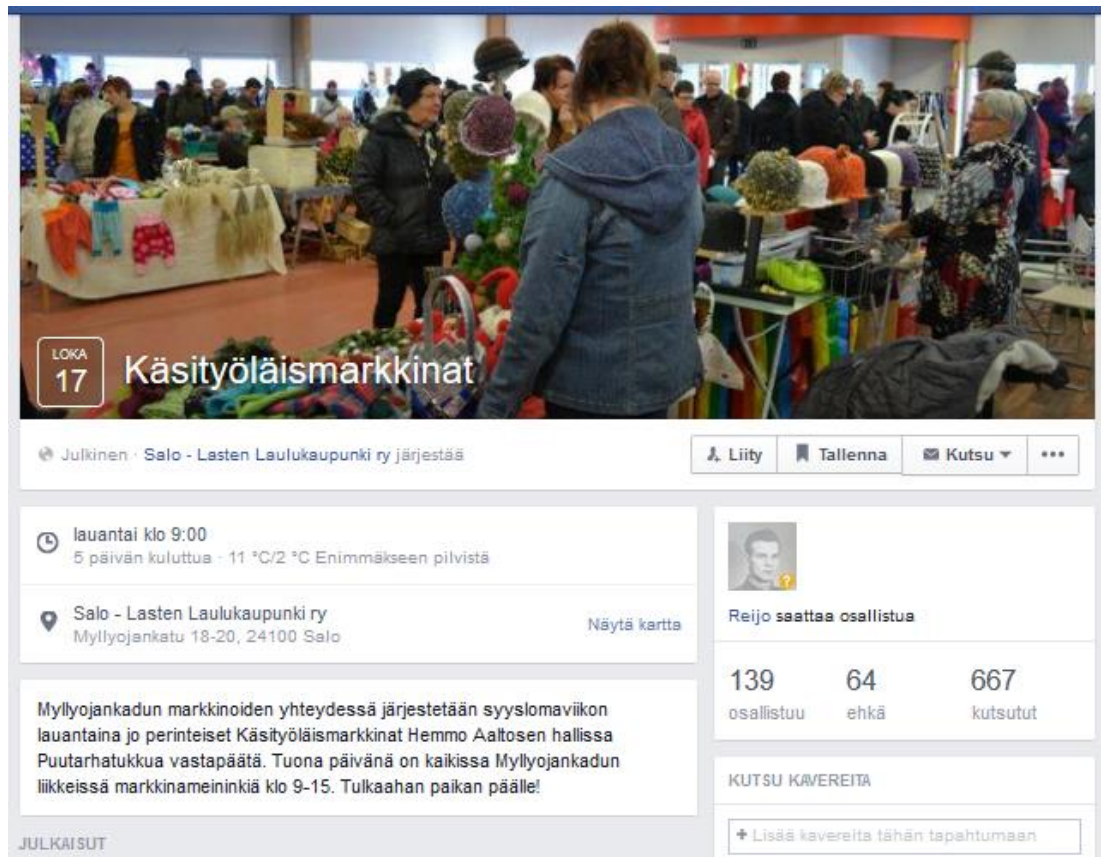 LOKA
17
Käsityöläismarkkinat
Julkinen · Salo - Lasten Laulukaupunki ry järjestää
Liity
Tallenna
Kutsu
lauantai klo 9:00
5 päivän kuluttua · 11 °C/2 °C Enimmäkseen pilvistä
Salo - Lasten Laulukaupunki ry
Myllyojankatu 18-20, 24100 Salo
Näytä kartta
Myllyojankadun markkinoiden yhteydessä järjestetään syyslomaviikon
lauantaina jo perinteiset Käsityöläismarkkinat Hemmo Aaltosen hallissa
Puutarhatukkua vastapäätä. Tuona päivänä on kaikissa Myllyojankadun
liikkeissä markkinameininkiä klo 9-15. Tulkaahan paikan päälle!
JULKAISUT
?
Reijo saattaa osallistua
139 64 667
osallistuu ehkä kutsutut
KUTSU KAVEREITA
+ Lisää kavereita tähän tapahtumaan